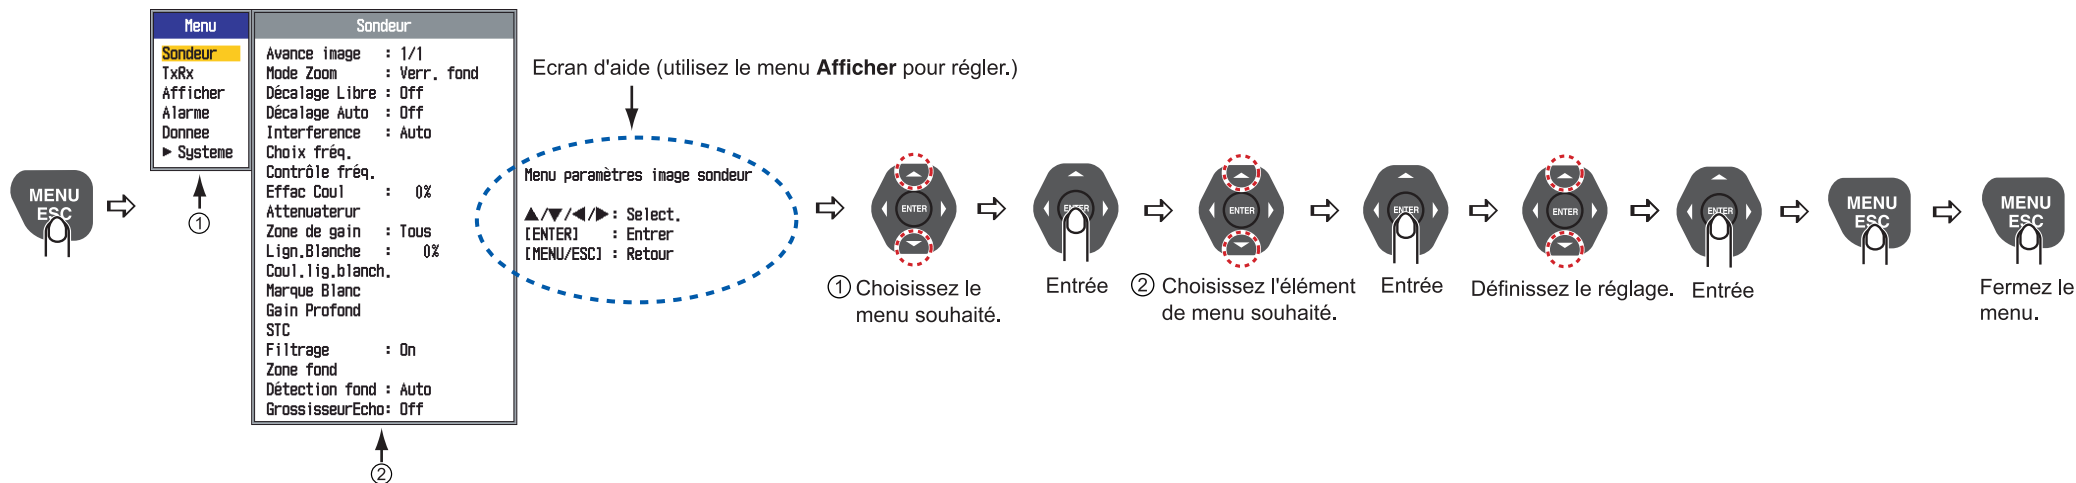 MENU
ESC
Menu
Sondeur
TxRx
Afficher
Alarme
Donnee
► Systeme
①
Sondeur
Avance image : 1/1
Mode Zoom : Verr. fond
Décalage Libre : Off
Décalage Auto : Off
Interference : Auto
Choix fréq.
Contrôle fréq.
Effac Coul : 0%
Attenuaterur
Zone de gain : Tous
Lign.Blanche : 0%
Coul.lig.blanch.
Marque Blanc
Gain Profond
STC
Filtrage : On
Zone fond
Détection fond : Auto
GrossisseurEcho: Off
②
Ecran d'aide (utilisez le menu Afficher pour régler.)
Menu paramètres image sondeur
▲/▼/◀/▶: Select.
[ENTER] : Entrer
[MENU/ESC] : Retour
ENTER
① Choisissez le
menu souhaité.
ENTER
Entrée
ENTER
② Choisissez l'élément
de menu souhaité.
ENTER
Entrée
ENTER
Définissez le réglage.
ENTER
Entrée
MENU
ESC
MENU
ESC
Fermez le
menu.